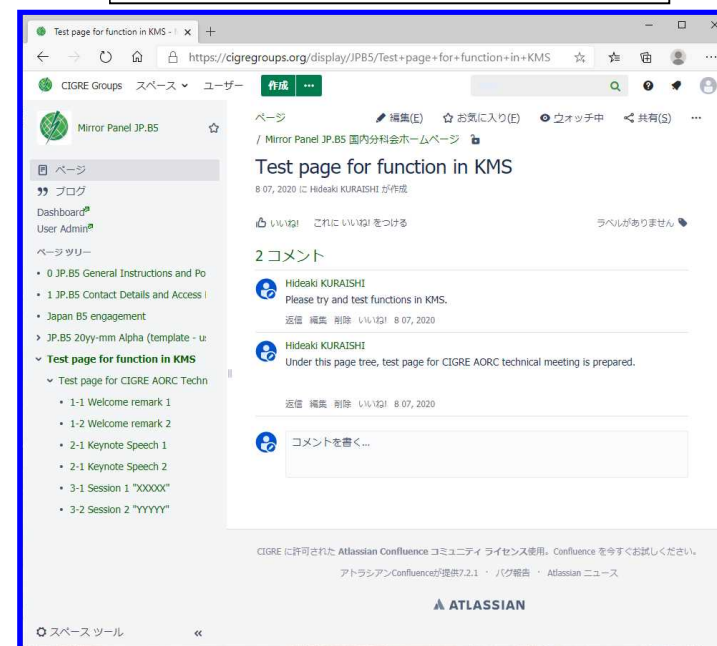 Test page for function in KMS -
https://cigregroups.org/display/JPB5/Test+page+for+function+in+KMS
CIGRE Groups スペース ユーザー 作成 ...
Mirror Panel JP.B5
ページ
ブログ
Dashboard
User Admin
ページツリー
0 JP.B5 General Instructions and Po
1 JP.B5 Contact Details and Access
Japan B5 engagement
JP.B5 20yy-mm Alpha (template - u
Test page for function in KMS
Test page for CIGRE AORC Techn
1-1 Welcome remark 1
1-2 Welcome remark 2
2-1 Keynote Speech 1
2-1 Keynote Speech 2
3-1 Session 1 "XXXXX"
3-2 Session 2 "YYYYY"
スペース ツール «
ページ 編集(E) お気に入り(F) ウォッチ中 共有(S) ...
/ Mirror Panel JP.B5 国内分科会ホームページ
Test page for function in KMS
8 07, 2020 に Hideaki KURAISHI が作成
いいね! これにいいね!をつける ラベルがありません
2 コメント
Hideaki KURAISHI
Please try and test functions in KMS.
返信 編集 削除 いいね! 8 07, 2020
Hideaki KURAISHI
Under this page tree, test page for CIGRE AORC technical meeting is prepared.
返信 編集 削除 いいね! 8 07, 2020
コメントを書く...
CIGRE に許可された Atlassian Confluence コミュニティ ライセンス使用。Confluence を今すぐお試しください。
アトラシアンConfluenceが提供7.2.1 · バグ報告 · Atlassian ニュース
ATLASSIAN